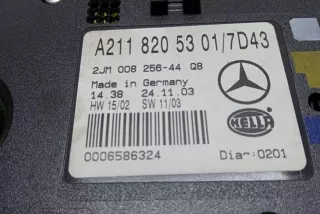 A211 820 53 01/7D43
2JM 008 256-44 QB
Made in Germany
14.38 24.11.03
HW 15/02 SW 11/03
HELLA
0006586324
Dia: 0201